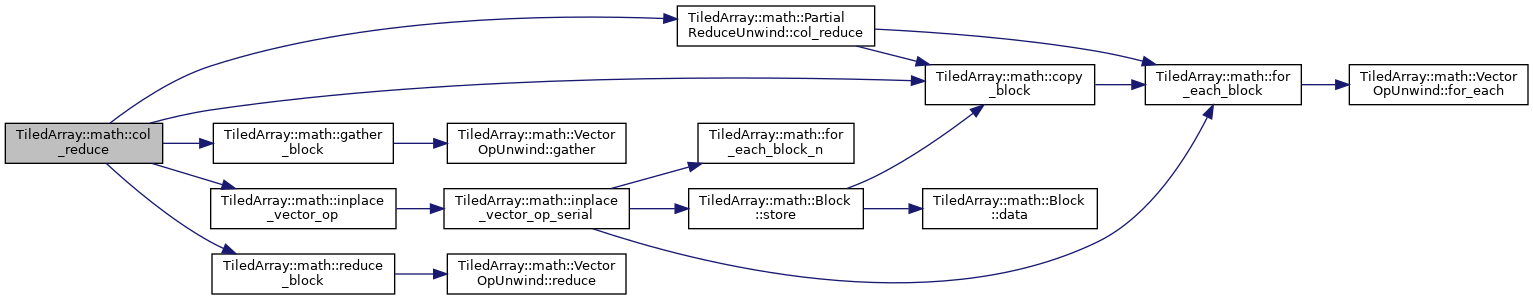 TiledArray::math::col
_reduce
TiledArray::math::Partial
ReduceUnwind::col_reduce
TiledArray::math::copy
_block
TiledArray::math::for
_each_block
TiledArray::math::Vector
OpUnwind::for_each
TiledArray::math::gather
_block
TiledArray::math::Vector
OpUnwind::gather
TiledArray::math::for
_each_block_n
TiledArray::math::inplace
_vector_op
TiledArray::math::inplace
_vector_op_serial
TiledArray::math::Block
::store
TiledArray::math::Block
::data
TiledArray::math::reduce
_block
TiledArray::math::Vector
OpUnwind::reduce